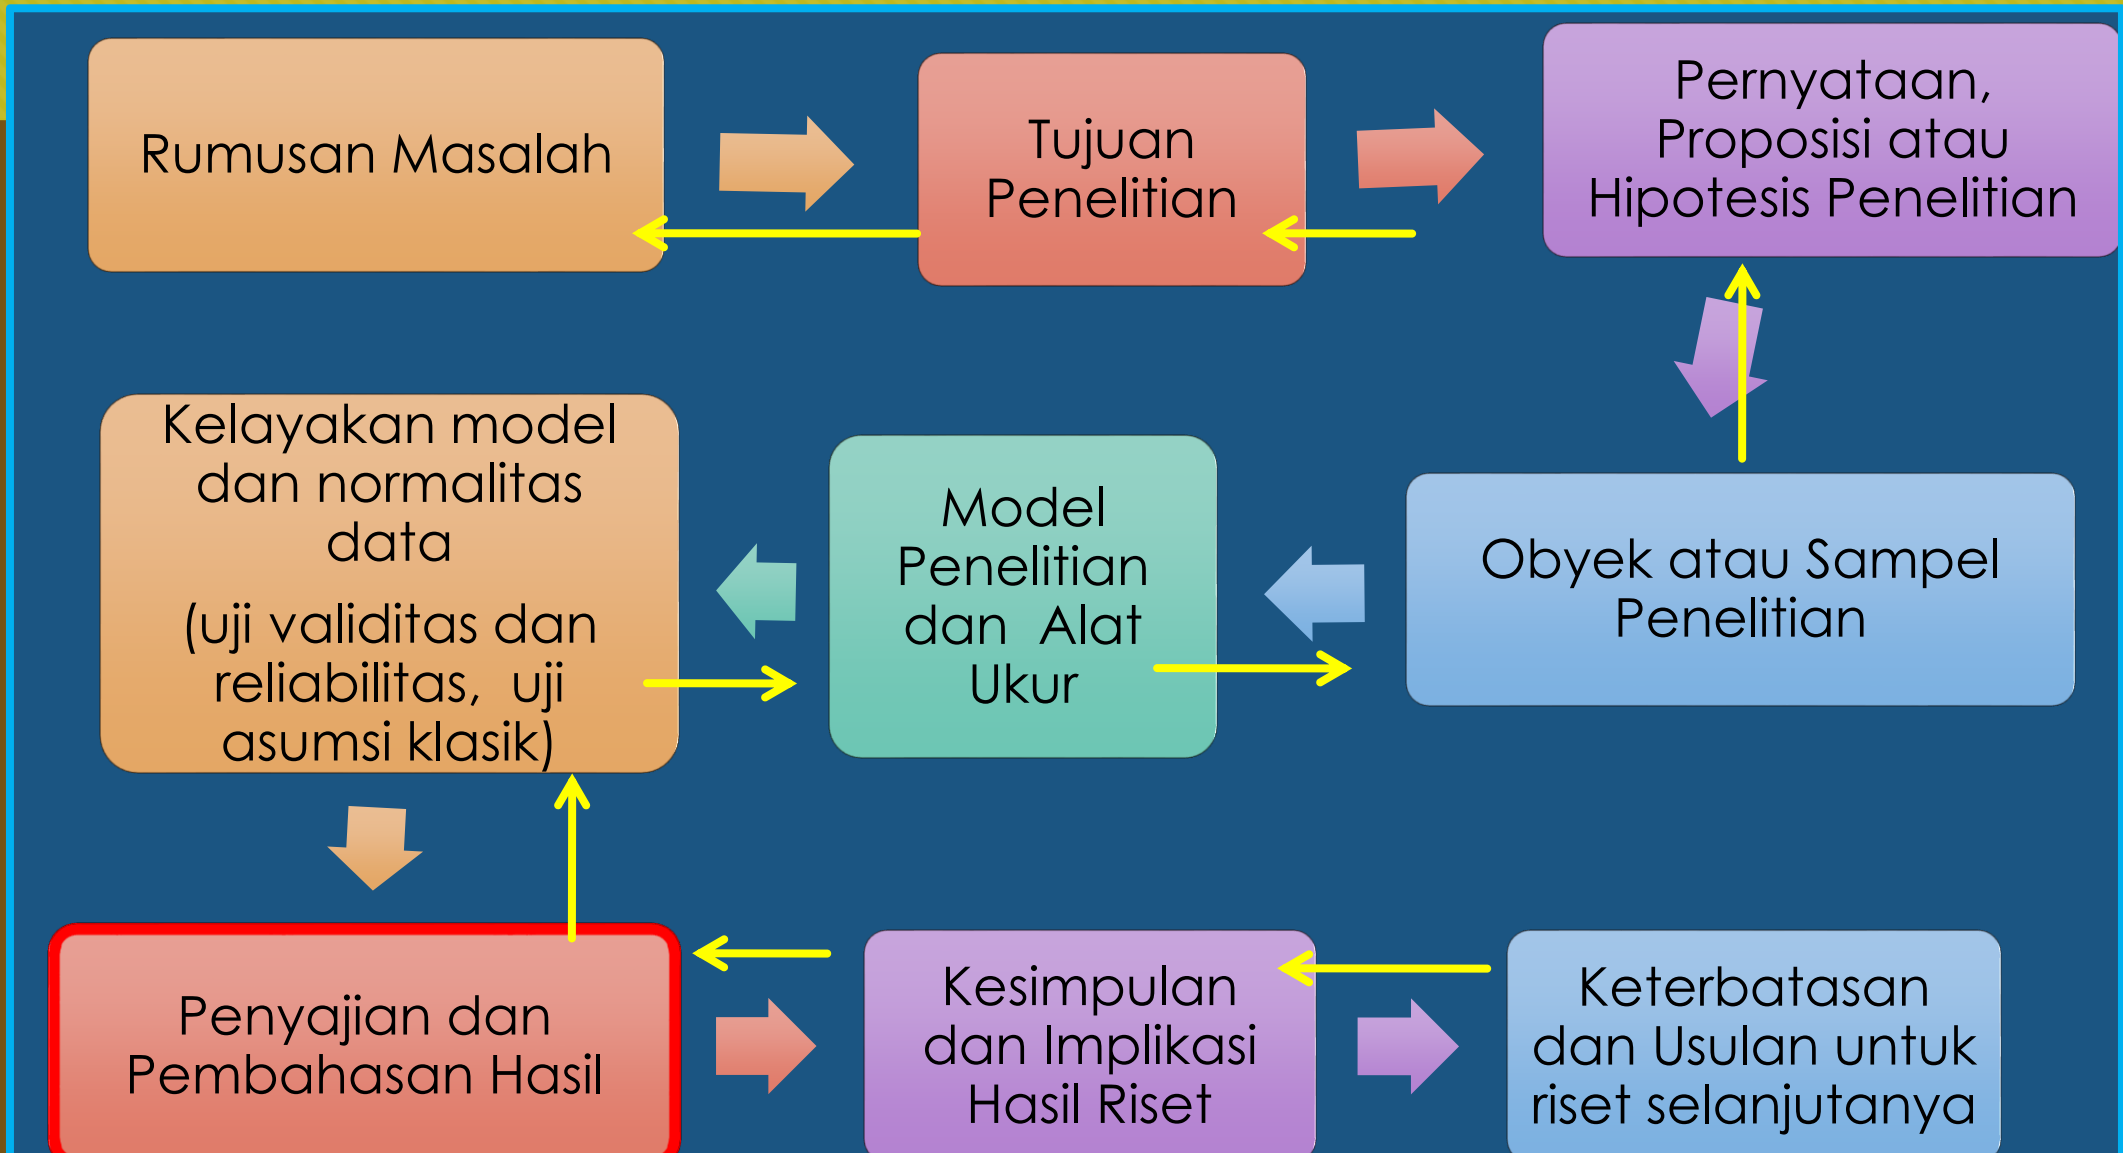 Rumusan Masalah
Tujuan
Penelitian
Pernyataan,
Proposisi atau
Hipotesis Penelitian
Kelayakan model
dan normalitas
data
(uji validitas dan
reliabilitas, uji
asumsi klasik)
Model
Penelitian
dan Alat
Ukur
Obyek atau Sampel
Penelitian
Penyajian dan
Pembahasan Hasil
Kesimpulan
dan Implikasi
Hasil Riset
Keterbatasan
dan Usulan untuk
riset selanjutanya